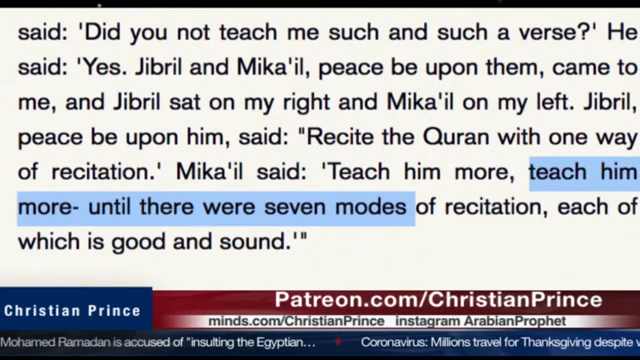 said: 'Did you not teach me such and such a verse?' He
said: 'Yes. Jibril and Mika'il, peace be upon them, came to
me, and Jibril sat on my right and Mika'il on my left. Jibril,
peace be upon him, said: "Recite the Quran with one way
of recitation.' Mika'il said: 'Teach him more, teach him
more- until there were seven modes of recitation, each of
which is good and sound.'"
Christian Prince
Patreon.com/ChristianPrince
minds.com/ChristianPrince instagram ArabianProphet
Mohamed Ramadan is accused of "insulting the Egyptian...
Coronavirus: Millions travel for Thanksgiving despite